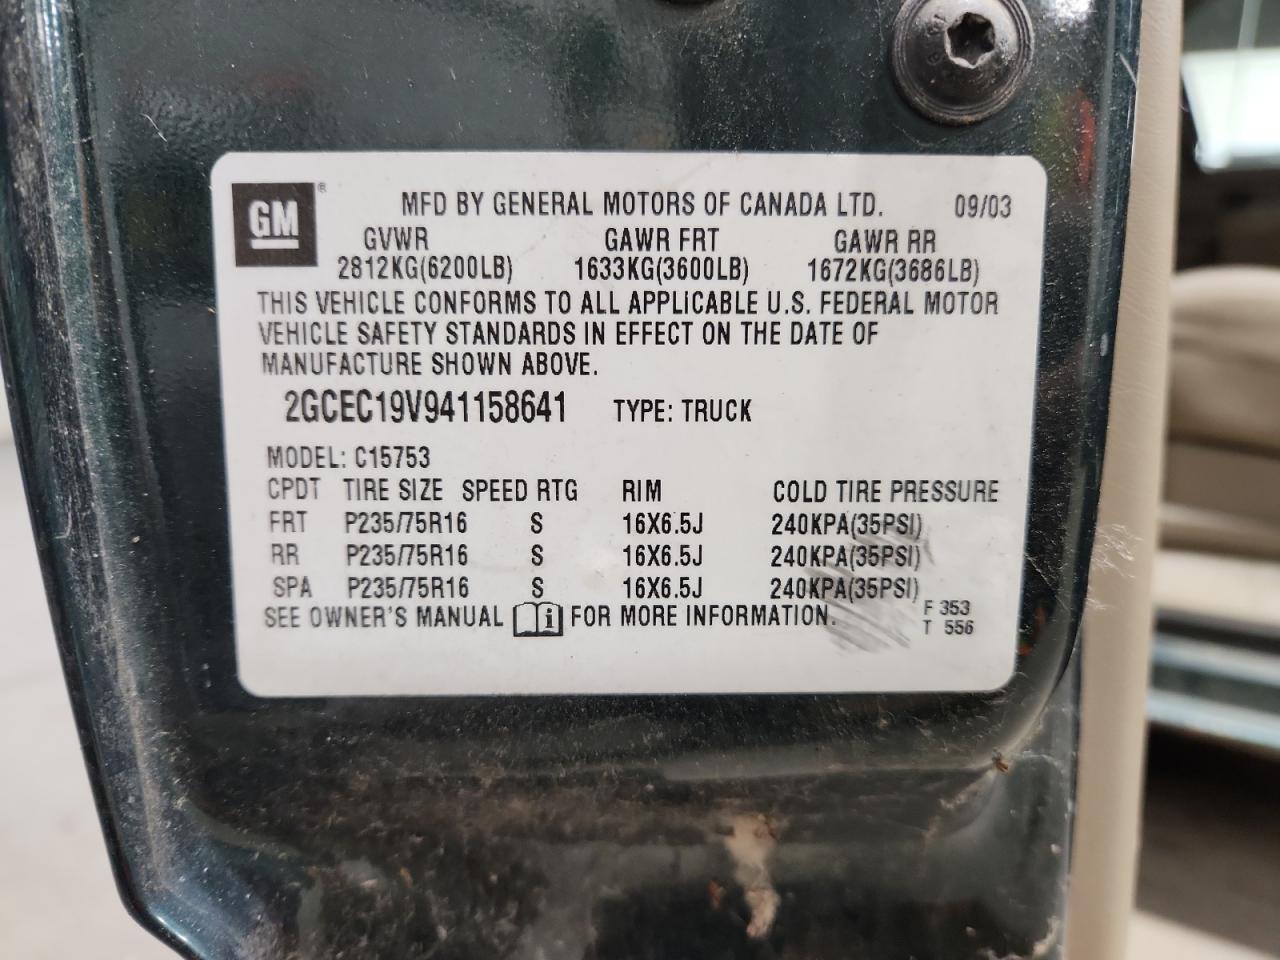 GM® MFD BY GENERAL MOTORS OF CANADA LTD. 09/03
GVWR GAWR FRT GAWR RR
2812KG(6200LB) 1633KG(3600LB) 1672KG(3686LB)
THIS VEHICLE CONFORMS TO ALL APPLICABLE U.S. FEDERAL MOTOR
VEHICLE SAFETY STANDARDS IN EFFECT ON THE DATE OF
MANUFACTURE SHOWN ABOVE.
2GCEC19V941158641 TYPE: TRUCK
MODEL: C15753
CPDT TIRE SIZE SPEED RTG RIM COLD TIRE PRESSURE
FRT P235/75R16 S 16X6.5J 240KPA(35PSI)
RR P235/75R16 S 16X6.5J 240KPA(35PSI)
SPA P235/75R16 S 16X6.5J 240KPA(35PSI)
SEE OWNER'S MANUAL i FOR MORE INFORMATION.
F 353
T 556